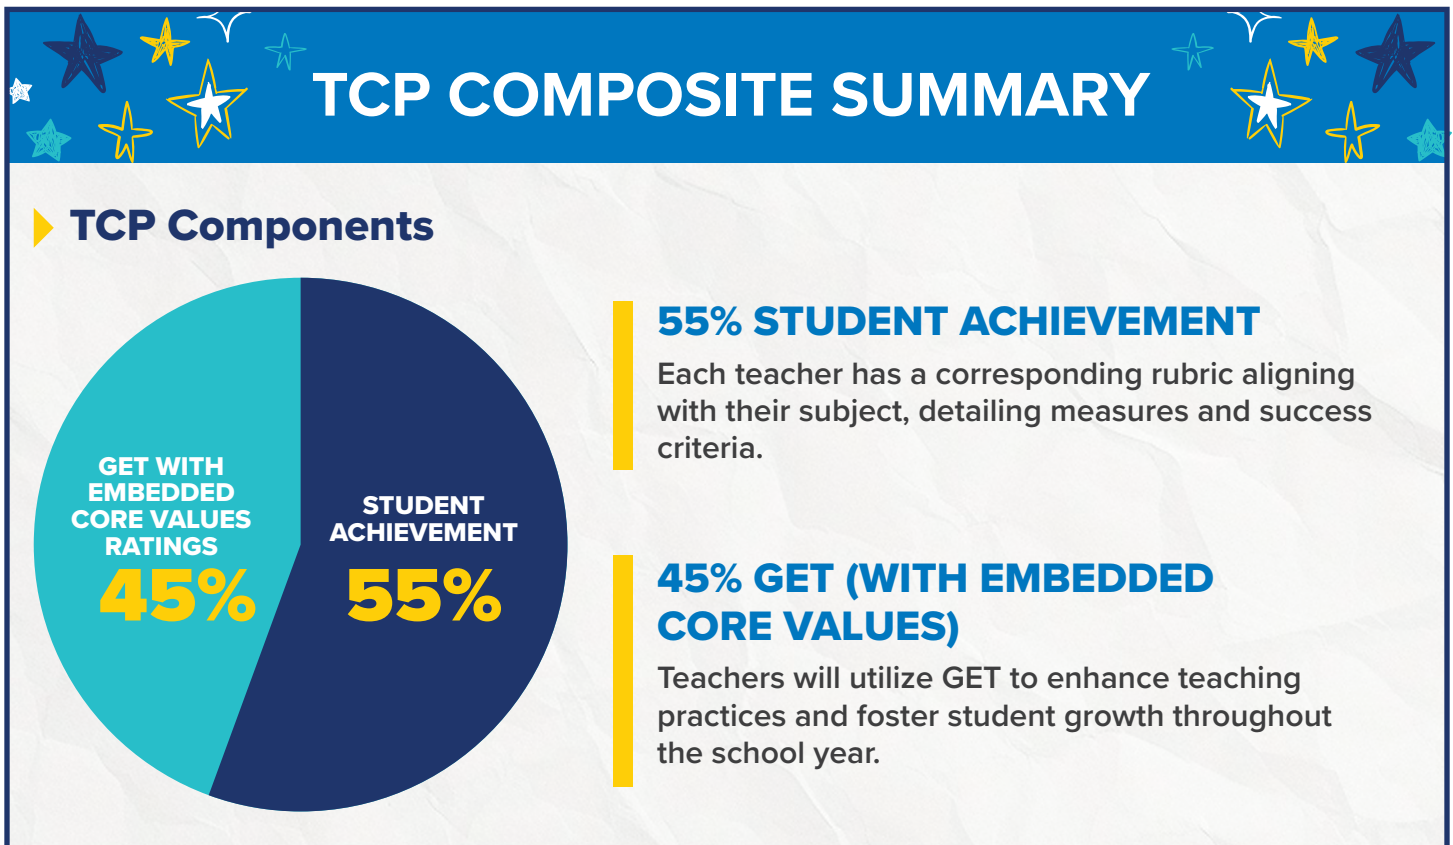 TCP COMPOSITE SUMMARY
TCP Components
GET WITH
EMBEDDED
CORE VALUES
RATINGS
45%
STUDENT
ACHIEVEMENT
55%
55% STUDENT ACHIEVEMENT
Each teacher has a corresponding rubric aligning
with their subject, detailing measures and success
criteria.
45% GET (WITH EMBEDDED
CORE VALUES)
Teachers will utilize GET to enhance teaching
practices and foster student growth throughout
the school year.